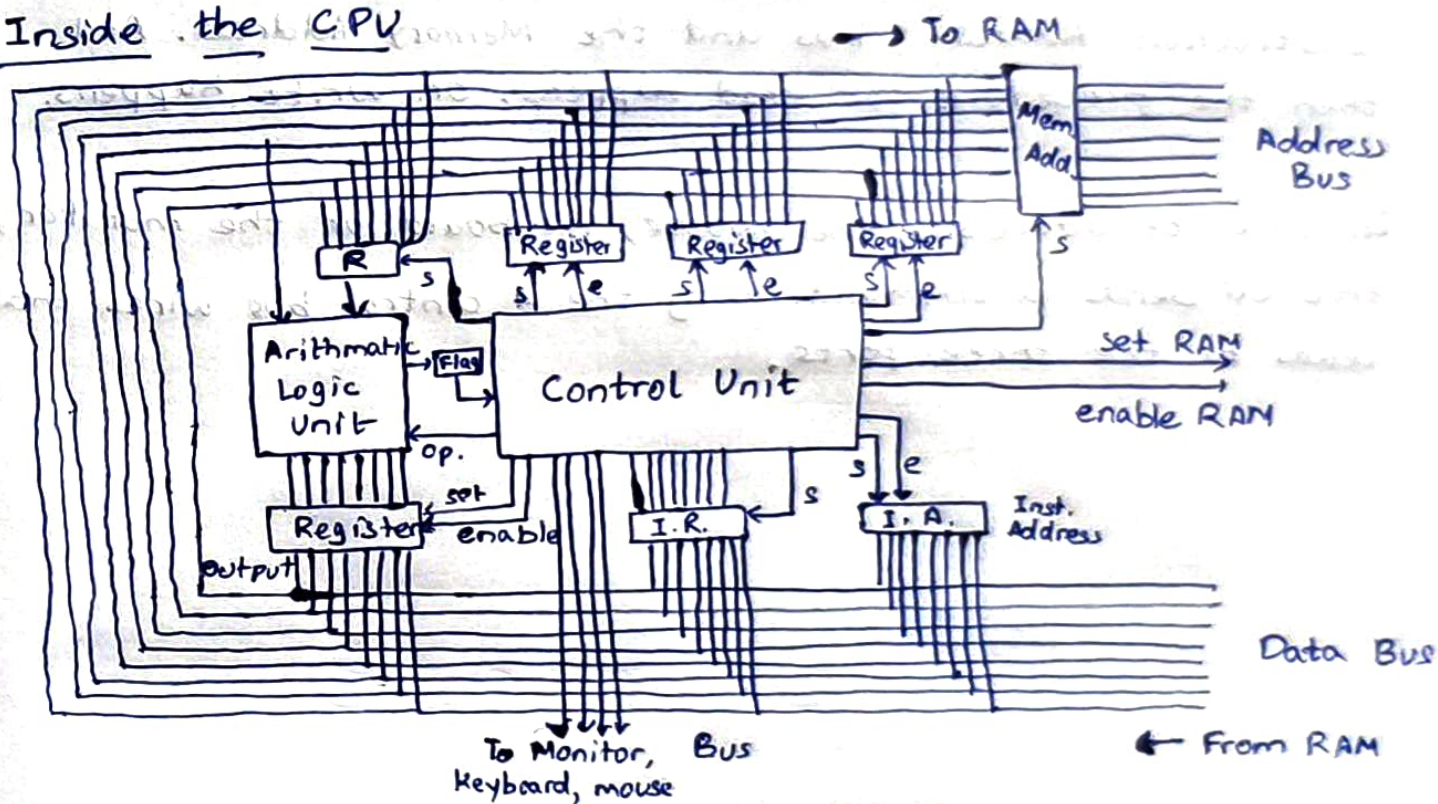 Inside the CPU
→ To RAM
Mem.
Add.
Address
Bus
R
s
Register
s
e
Register
s
e
Register
s
e
s
Arithmatic
Logic
Unit
Flag
Control Unit
set RAM
enable RAM
op.
set
enable
Register
output
I.R.
s
s
e
I.A.
Inst.
Address
Data Bus
To Monitor, Bus
Keyboard, mouse
← From RAM